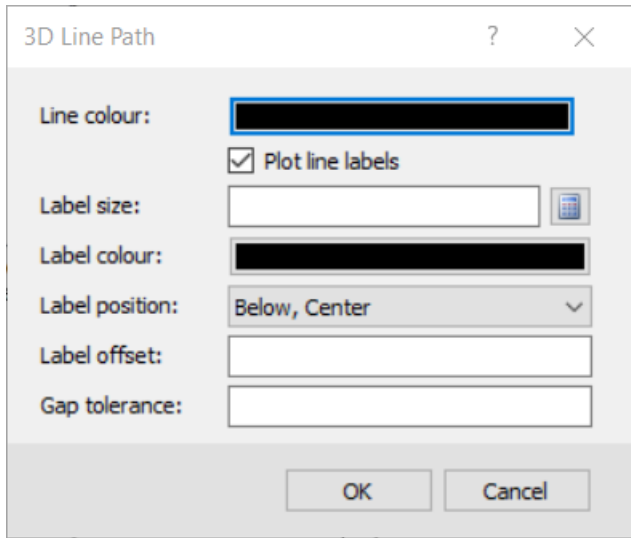 3D Line Path
?
Line colour:
Plot line labels
Label size:
Label colour:
Label position: Below, Center
Label offset:
Gap tolerance:
OK Cancel